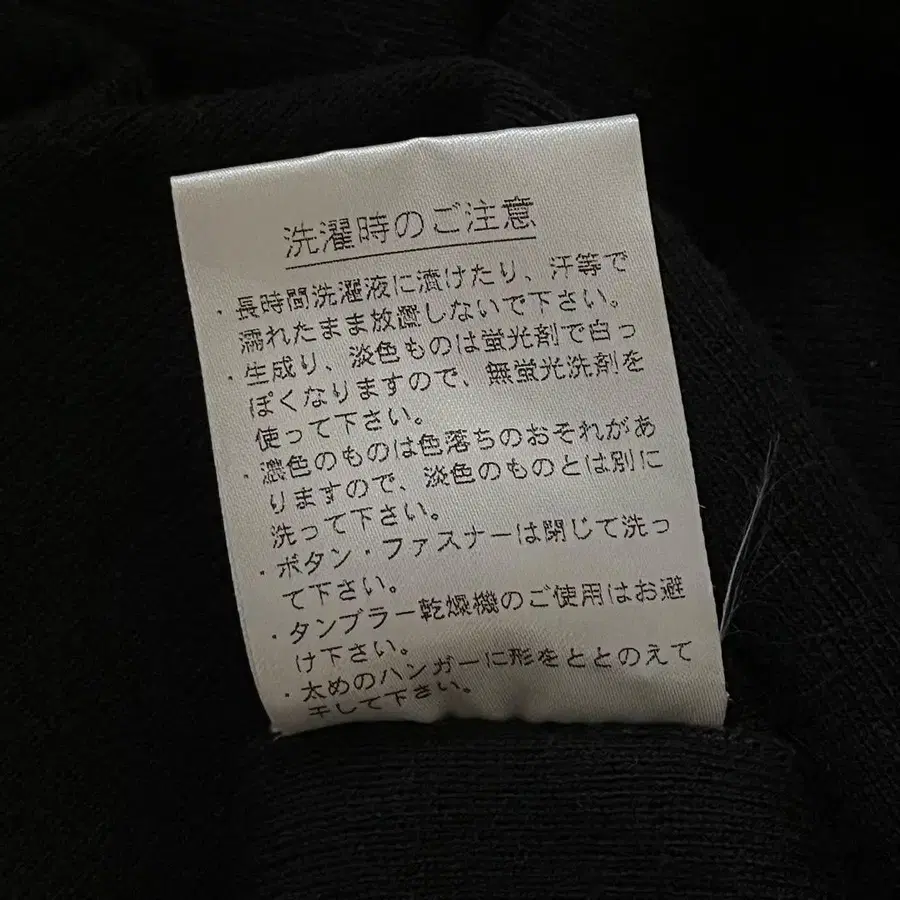 洗濯時のご注意
・長時間洗濯液に漬けたり、汗等で
濡れたまま放置しないで下さい。
・生成り、淡色ものは蛍光剤で白っ
ぽくなりますので、無蛍光洗剤を
使って下さい。
・濃色のものは色落ちのおそれがあ
りますので、淡色のものとは別に
洗って下さい。
・ボタン・ファスナーは閉じて洗っ
て下さい。
・タンブラー乾燥機のご使用はお避
け下さい。
・太めのハンガーに形をととのえて
干して下さい。